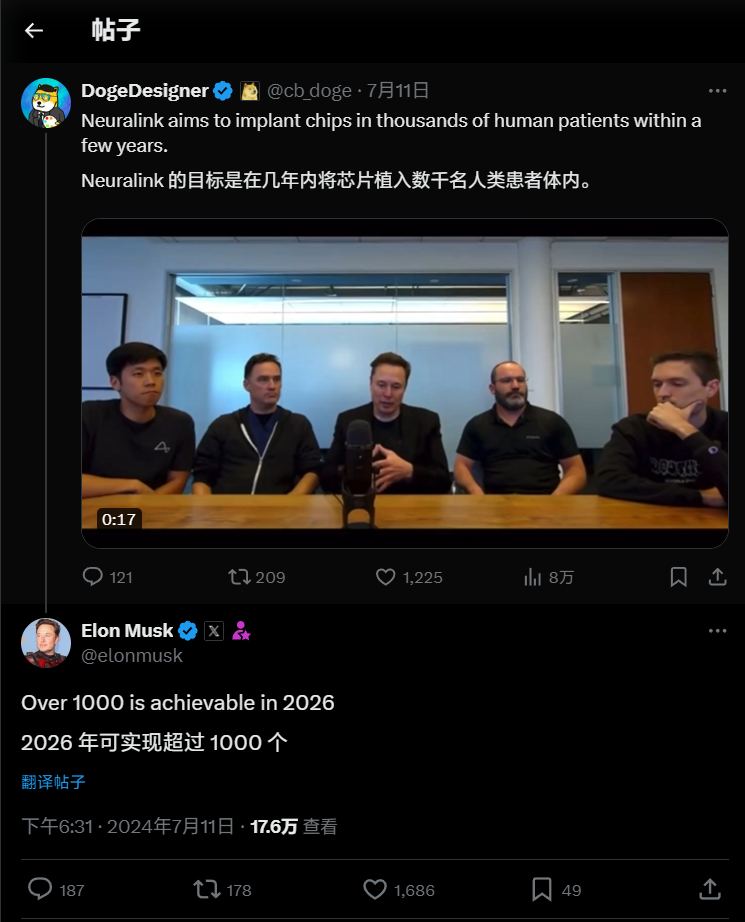 帖子
DogeDesigner @cb_doge · 7月11日
Neuralink aims to implant chips in thousands of human patients within a
few years.
Neuralink 的目标是在几年内将芯片植入数千名人类患者体内。
0:17
121 209 1,225 8万
Elon Musk
@elonmusk
Over 1000 is achievable in 2026
2026 年可实现超过 1000 个
翻译帖子
下午6:31 · 2024年7月11日 · 17.6万 查看
187 178 1,686 49